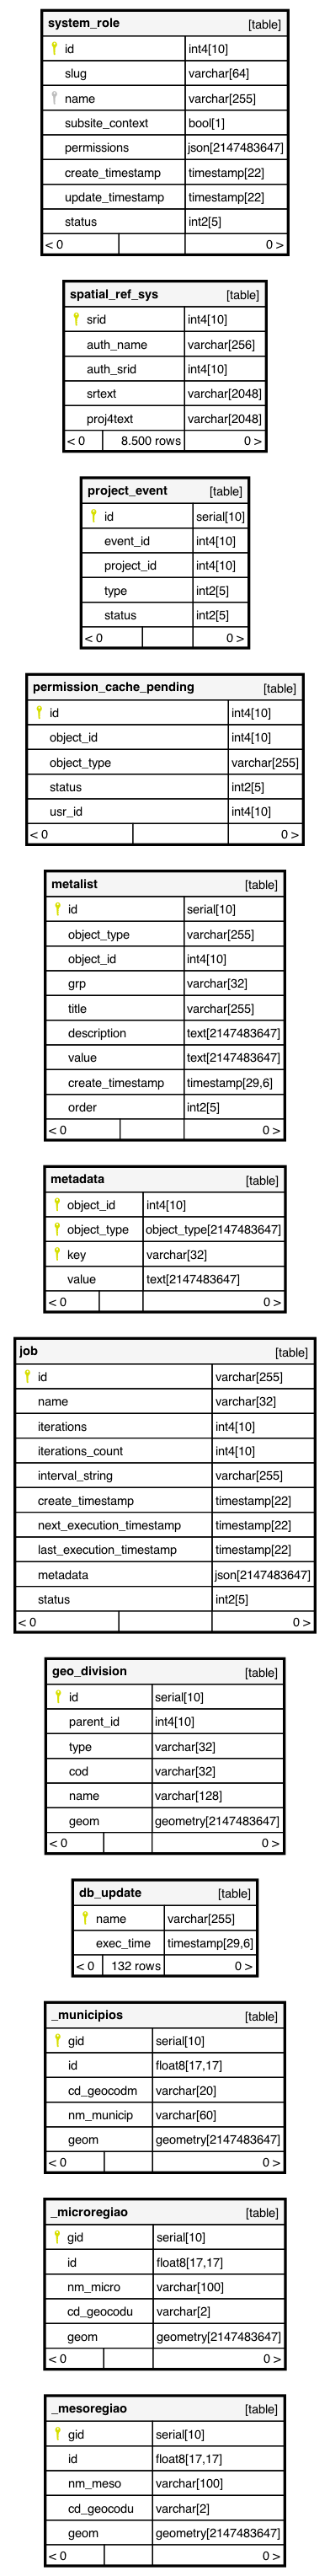 system_role [table]
id int4[10]
slug varchar[64]
name varchar[255]
subsite_context bool[1]
permissions json[2147483647]
create_timestamp timestamp[22]
update_timestamp timestamp[22]
status int2[5]
< 0 0 >
spatial_ref_sys [table]
srid int4[10]
auth_name varchar[256]
auth_srid int4[10]
srtext varchar[2048]
proj4text varchar[2048]
< 0 8.500 rows 0 >
project_event [table]
id serial[10]
event_id int4[10]
project_id int4[10]
type int2[5]
status int2[5]
< 0 0 >
permission_cache_pending [table]
id int4[10]
object_id int4[10]
object_type varchar[255]
status int2[5]
usr_id int4[10]
< 0 0 >
metalist [table]
id serial[10]
object_type varchar[255]
object_id int4[10]
grp varchar[32]
title varchar[255]
description text[2147483647]
value text[2147483647]
create_timestamp timestamp[29,6]
order int2[5]
< 0 0 >
metadata [table]
object_id int4[10]
object_type object_type[2147483647]
key varchar[32]
value text[2147483647]
< 0 0 >
job [table]
id varchar[255]
name varchar[32]
iterations int4[10]
iterations_count int4[10]
interval_string varchar[255]
create_timestamp timestamp[22]
next_execution_timestamp timestamp[22]
last_execution_timestamp timestamp[22]
metadata json[2147483647]
status int2[5]
< 0 0 >
geo_division [table]
id serial[10]
parent_id int4[10]
type varchar[32]
cod varchar[32]
name varchar[128]
geom geometry[2147483647]
< 0 0 >
db_update [table]
name varchar[255]
exec_time timestamp[29,6]
< 0 132 rows 0 >
_municipios [table]
gid serial[10]
id float8[17,17]
cd_geocodm varchar[20]
nm_municip varchar[60]
geom geometry[2147483647]
< 0 0 >
_microregiao [table]
gid serial[10]
id float8[17,17]
nm_micro varchar[100]
cd_geocodu varchar[2]
geom geometry[2147483647]
< 0 0 >
_mesoregiao [table]
gid serial[10]
id float8[17,17]
nm_meso varchar[100]
cd_geocodu varchar[2]
geom geometry[2147483647]
< 0 0 >